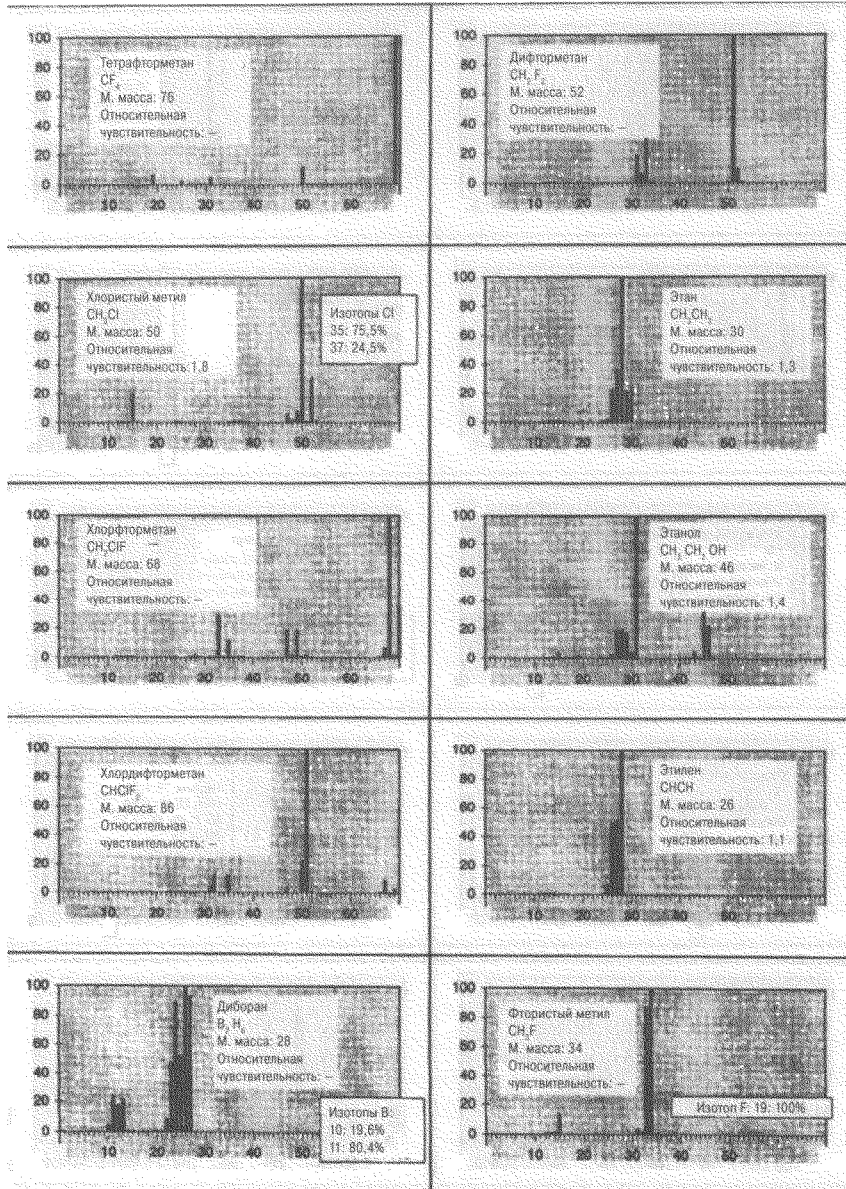 100
80
60
40
20
0
Тетрафторметан
CF₄
М. масса: 76
Относительная
чувствительность: –
10 20 30 40 50 60
100
80
60
40
20
0
Дифторметан
CH₂ F₂
М. масса: 52
Относительная
чувствительность: –
10 20 30 40 50
100
80
60
40
20
0
Хлористый метил
CH₃Cl
М. масса: 50
Относительная
чувствительность: 1,8
Изотопы Cl
35: 75,5%
37: 24,5%
10 20 30 40 50 60
100
80
60
40
20
0
Этан
CH₃CH₃
М. масса: 30
Относительная
чувствительность: 1,3
10 20 30 40 50
100
80
60
40
20
0
Хлорфторметан
CH₂ClF
М. масса: 68
Относительная
чувствительность: –
10 20 30 40 50 60
100
80
60
40
20
0
Этанол
CH₃ CH₂ OH
М. масса: 46
Относительная
чувствительность: 1,4
10 20 30 40 50
100
80
60
40
20
0
Хлордифторметан
CHClF₂
М. масса: 86
Относительная
чувствительность: –
10 20 30 40 50 60
100
80
60
40
20
0
Этилен
CHCH
М. масса: 26
Относительная
чувствительность: 1,1
10 20 30 40 50
100
80
60
40
20
0
Диборан
B₂ H₆
М. масса: 28
Относительная
чувствительность: –
Изотопы B:
10: 19,6%
11: 80,4%
10 20 30 40 50
100
80
60
40
20
0
Фтористый метил
CH₃F
М. масса: 34
Относительная
чувствительность: –
Изотоп F: 19: 100%
10 20 30 40 50